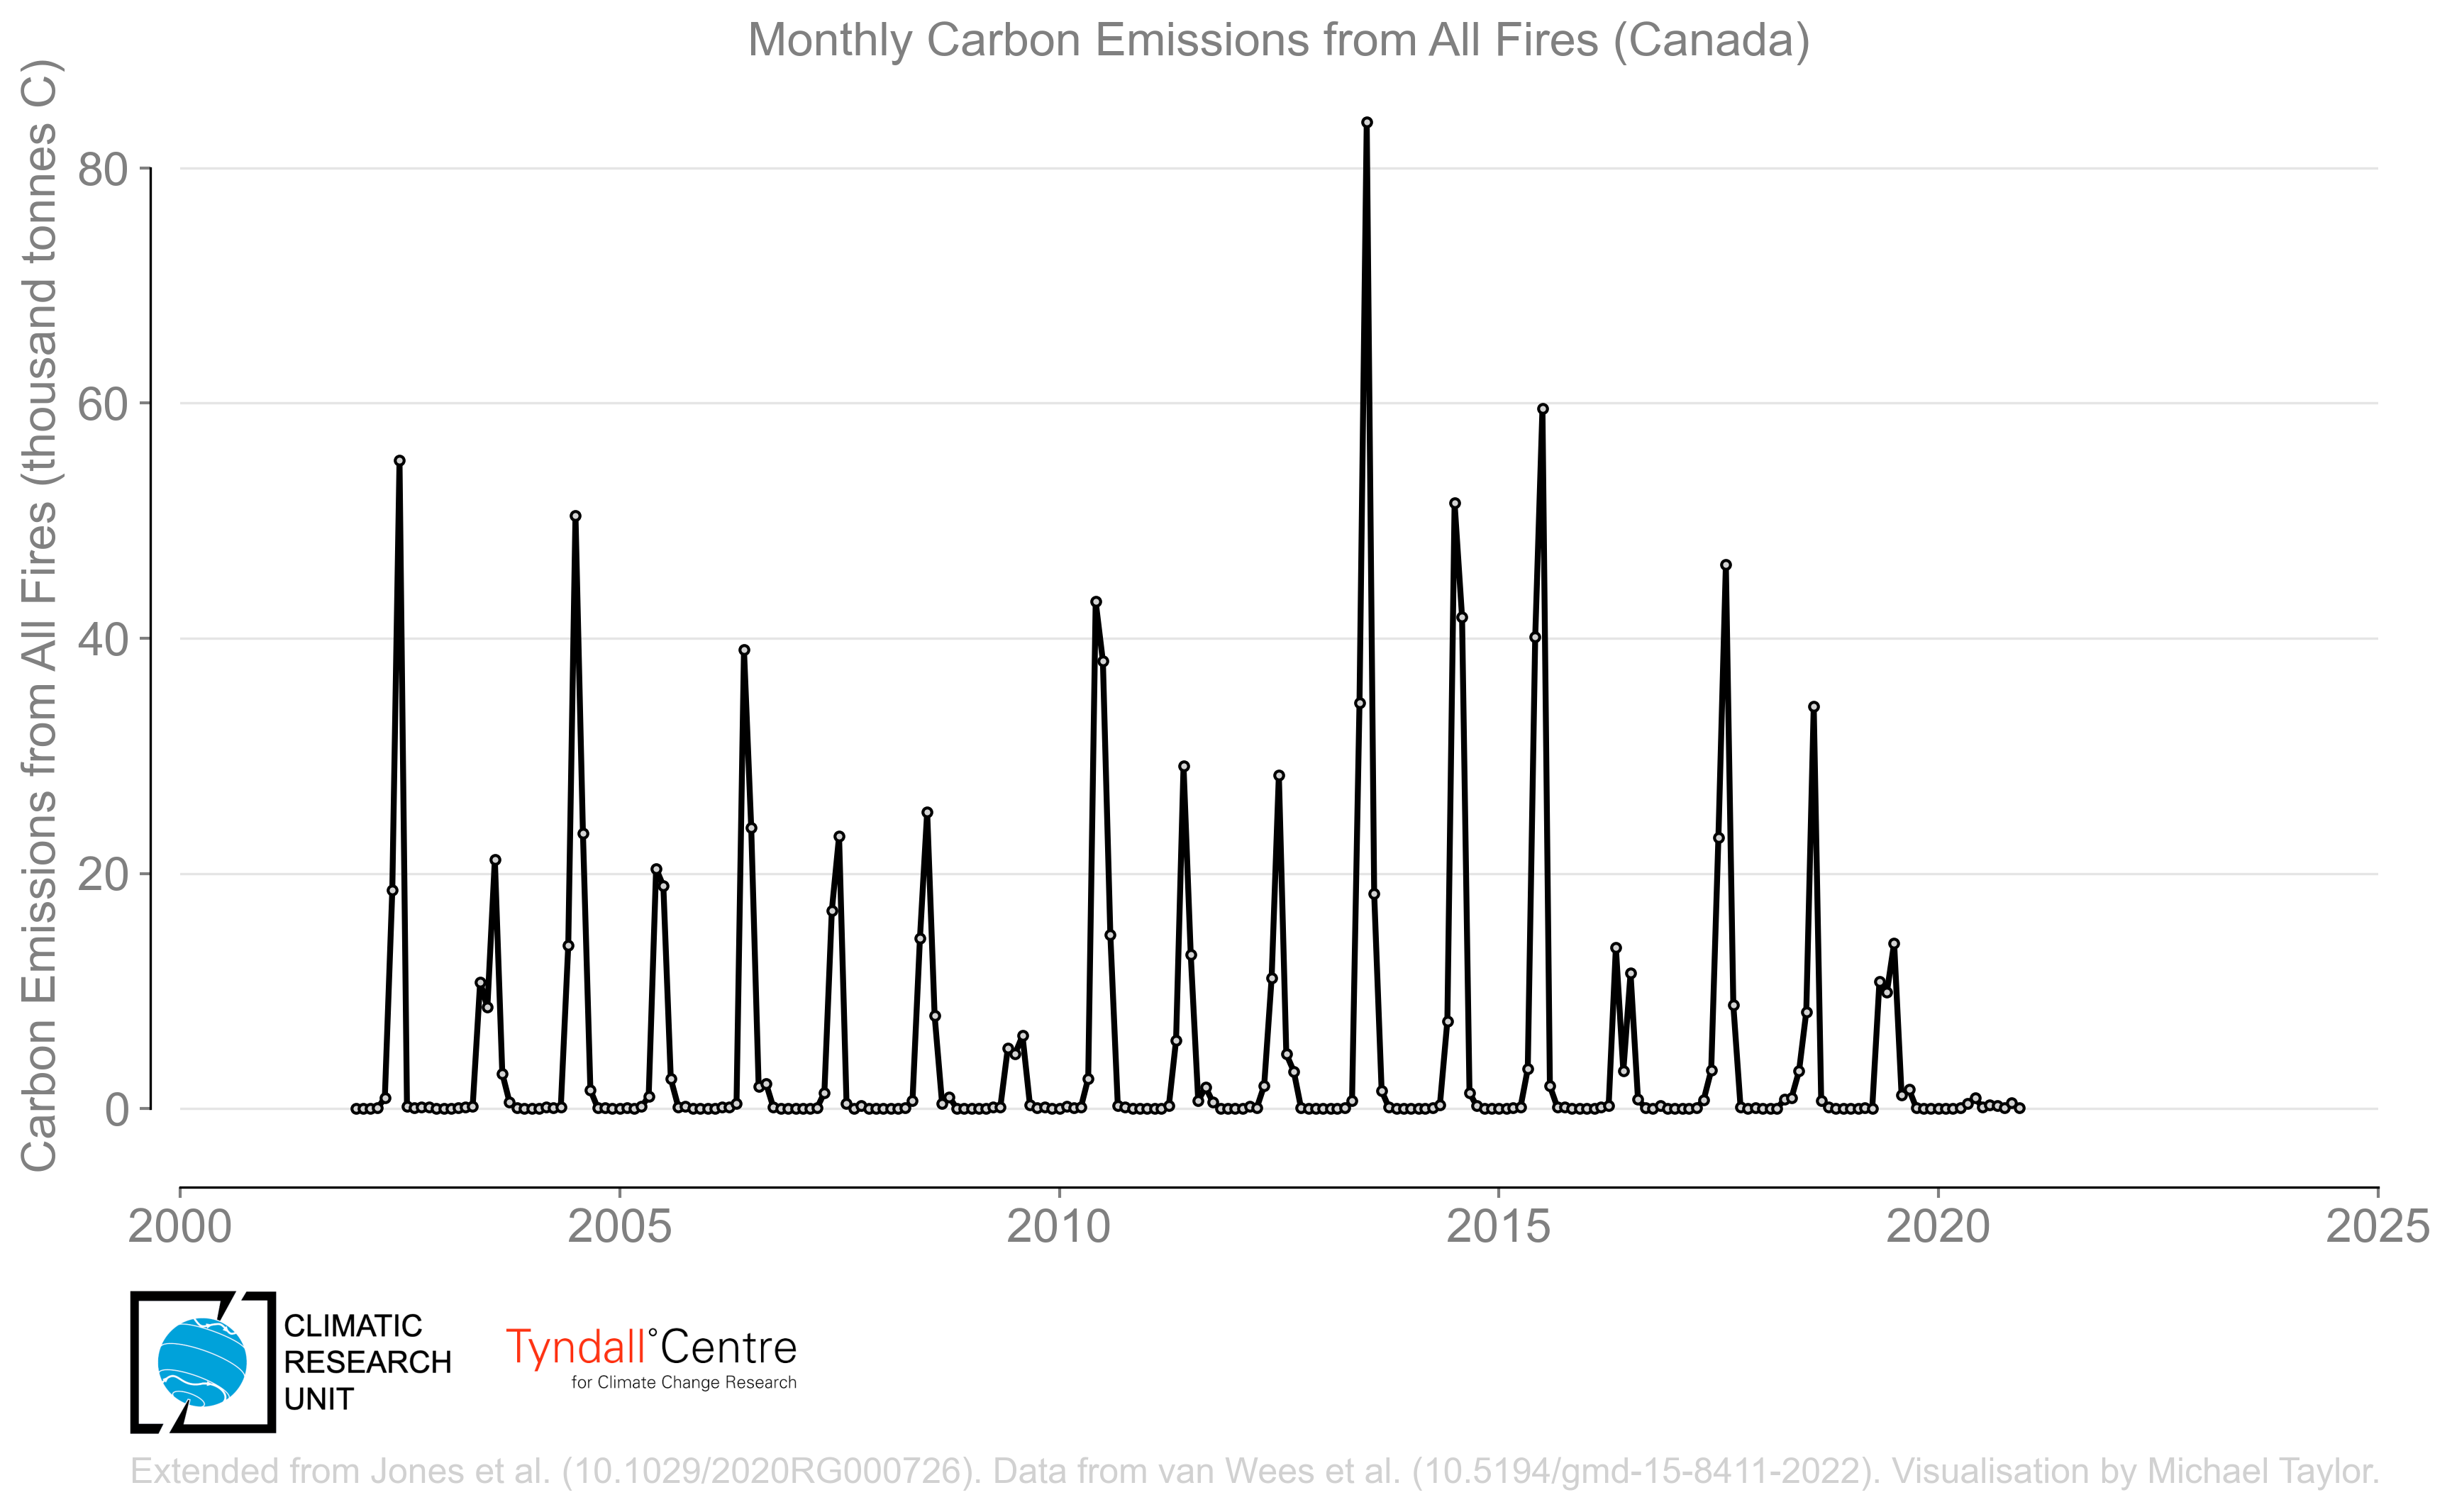 Monthly Carbon Emissions from All Fires (Canada)
Carbon Emissions from All Fires (thousand tonnes C)
80
60
40
20
0
2000 2005 2010 2015 2020 2025
CLIMATIC
RESEARCH
UNIT
Tyndall°Centre
for Climate Change Research
Extended from Jones et al. (10.1029/2020RG000726). Data from van Wees et al. (10.5194/gmd-15-8411-2022). Visualisation by Michael Taylor.